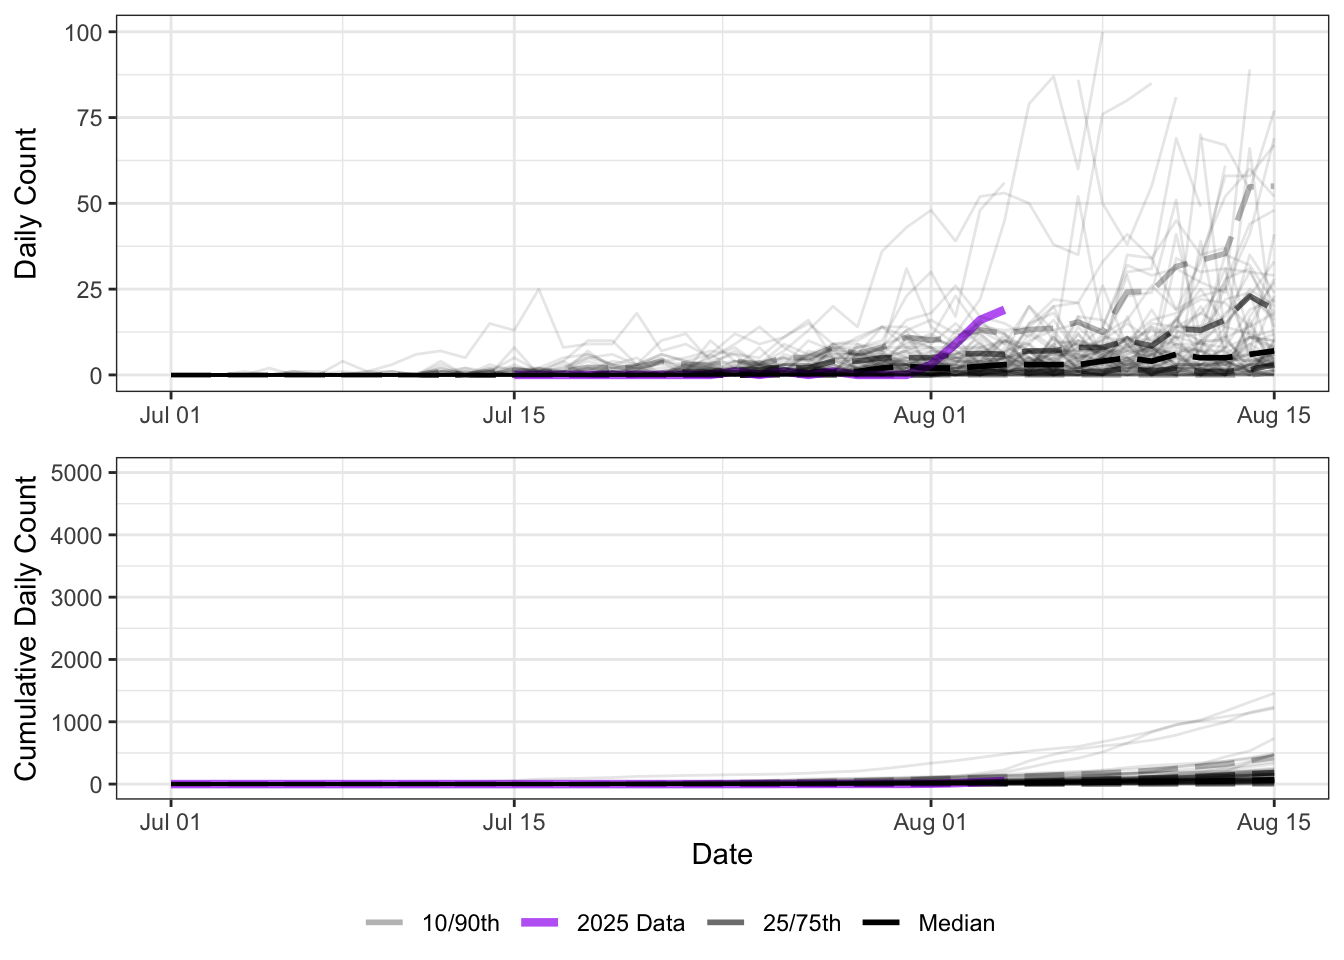 Daily Count
100
75
50
25
0
Jul 01 Jul 15 Aug 01 Aug 15
Cumulative Daily Count
5000
4000
3000
2000
1000
0
Jul 01 Jul 15 Aug 01 Aug 15
Date
10/90th 2025 Data 25/75th Median